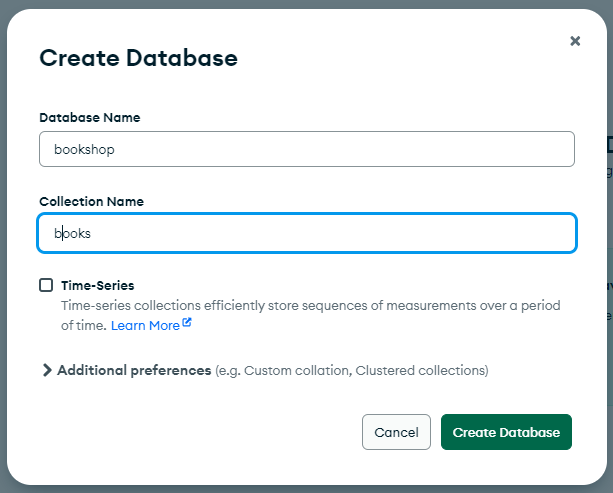 Create Database
Database Name
bookshop
Collection Name
books
Time-Series
Time-series collections efficiently store sequences of measurements over a period
of time. Learn More
Additional preferences (e.g. Custom collation, Clustered collections)
Cancel
Create Database